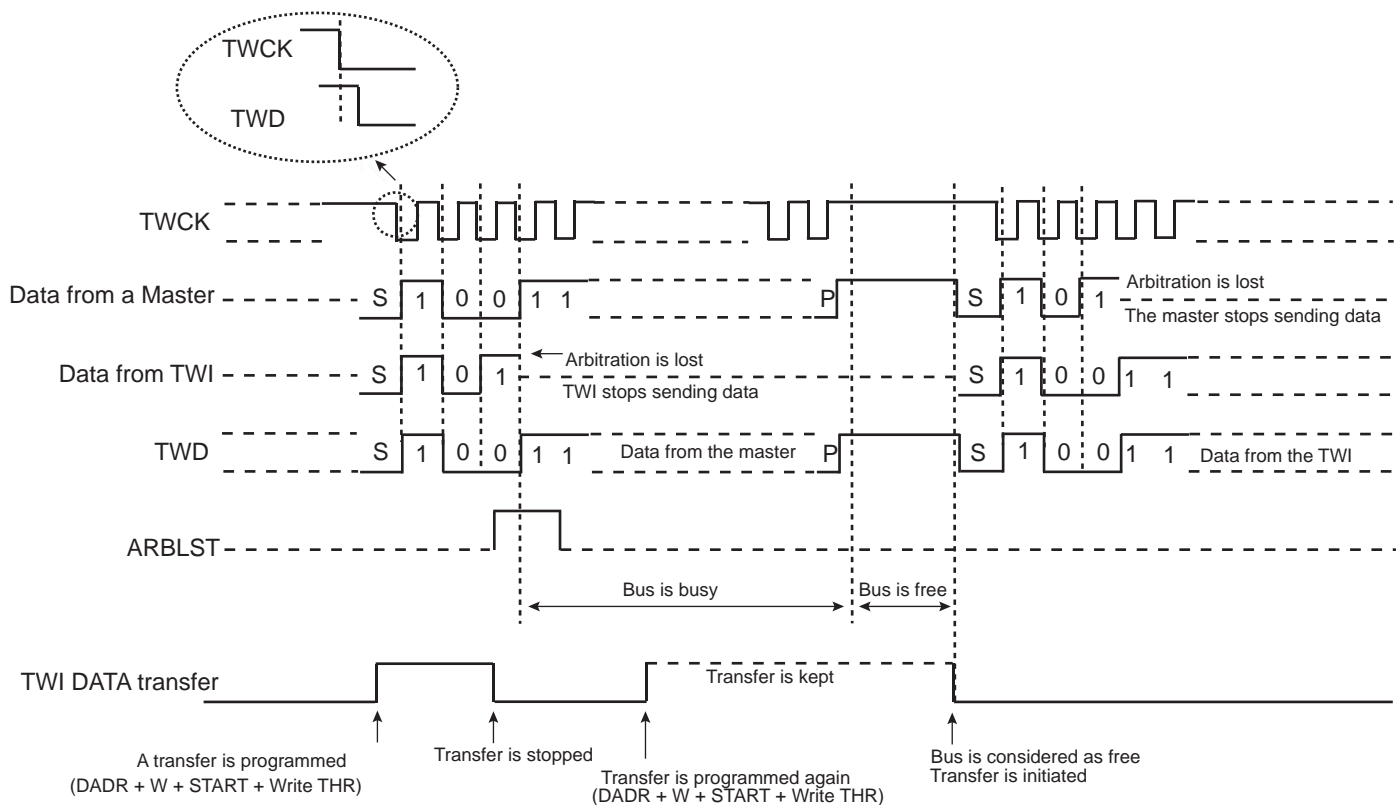 TWCK
TWD
TWCK
Data from a Master S 1 0 0 1 1 P S 1 0 1 Arbitration is lost
The master stops sending data
Data from TWI S 1 0 1 Arbitration is lost S 1 0 0 1 1
TWI stops sending data
TWD S 1 0 0 1 1 Data from the master P S 1 0 0 1 1 Data from the TWI
ARBLST
Bus is busy Bus is free
TWI DATA transfer Transfer is kept
A transfer is programmed
(DADR + W + START + Write THR)
Transfer is stopped
Transfer is programmed again
(DADR + W + START + Write THR)
Bus is considered as free
Transfer is initiated